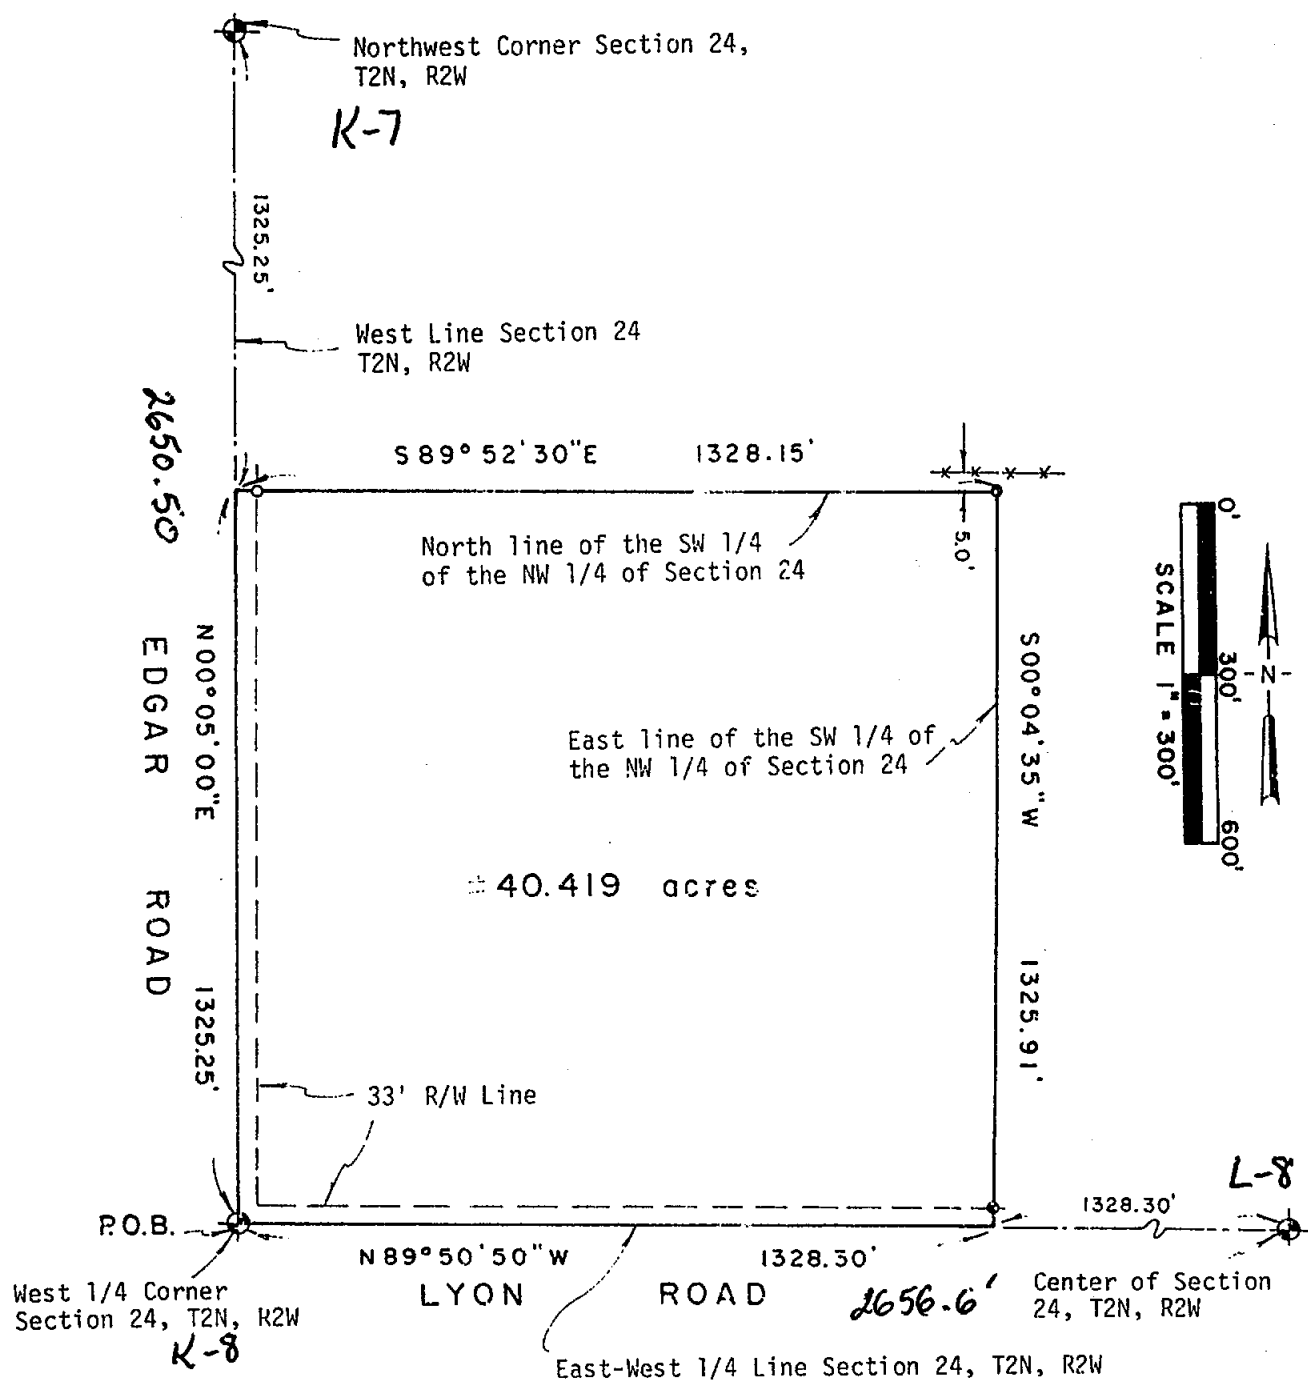 Northwest Corner Section 24,
T2N, R2W
K-7
1325.25'
West Line Section 24
T2N, R2W
2650.50
S 89° 52' 30" E 1328.15'
5.0'
North line of the SW 1/4
of the NW 1/4 of Section 24
0'
300'
600'
SCALE 1" = 300'
-N-
N 00° 05' 00" E 1325.25'
EDGAR ROAD
S 00° 04' 35" W 1325.91'
East line of the SW 1/4 of
the NW 1/4 of Section 24
± 40.419 acres
33' R/W Line
L-8
1328.30'
P.O.B.
N 89° 50' 50" W 1328.30'
LYON ROAD
2656.6'
Center of Section
24, T2N, R2W
West 1/4 Corner
Section 24, T2N, R2W
K-8
East-West 1/4 Line Section 24, T2N, R2W